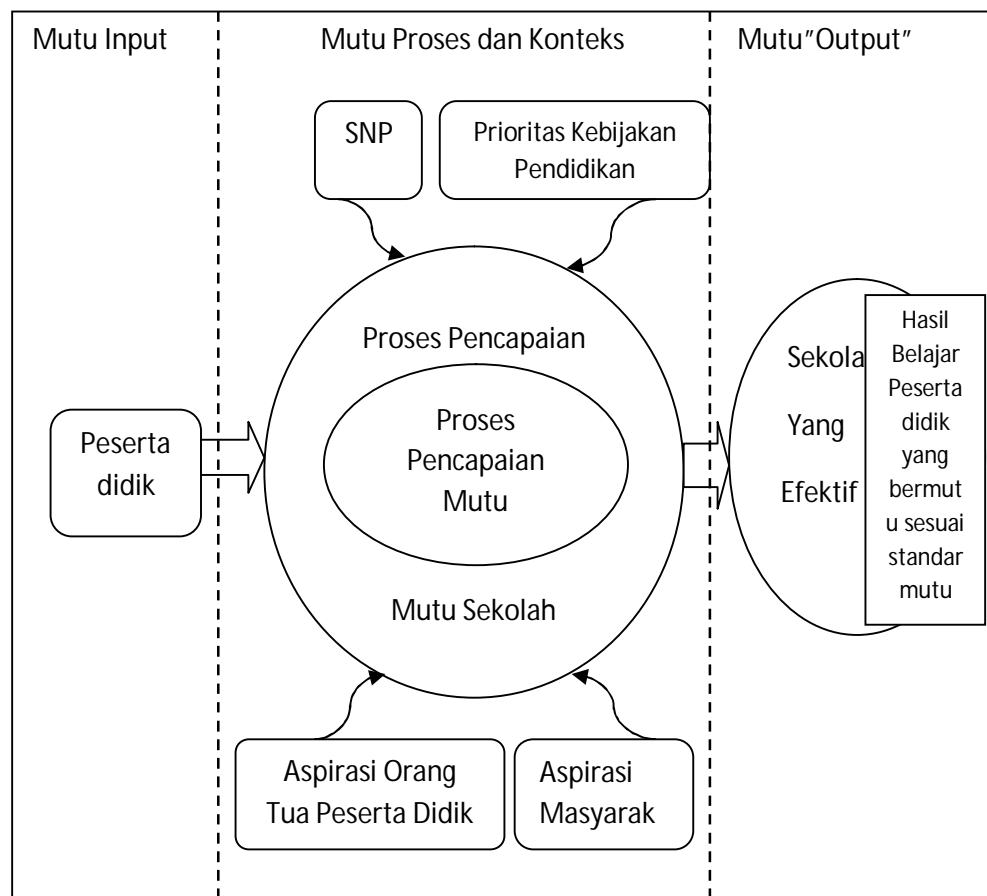 Mutu Input
Mutu Proses dan Konteks
Mutu"Output"
SNP
Prioritas Kebijakan
Pendidikan
Proses Pencapaian
Proses
Pencapaian
Mutu
Mutu Sekolah
Peserta
didik
Sekola
Yang
Efektif
Hasil
Belajar
Peserta
didik
yang
bermut
u sesuai
standar
mutu
Aspirasi Orang
Tua Peserta Didik
Aspirasi
Masyarak